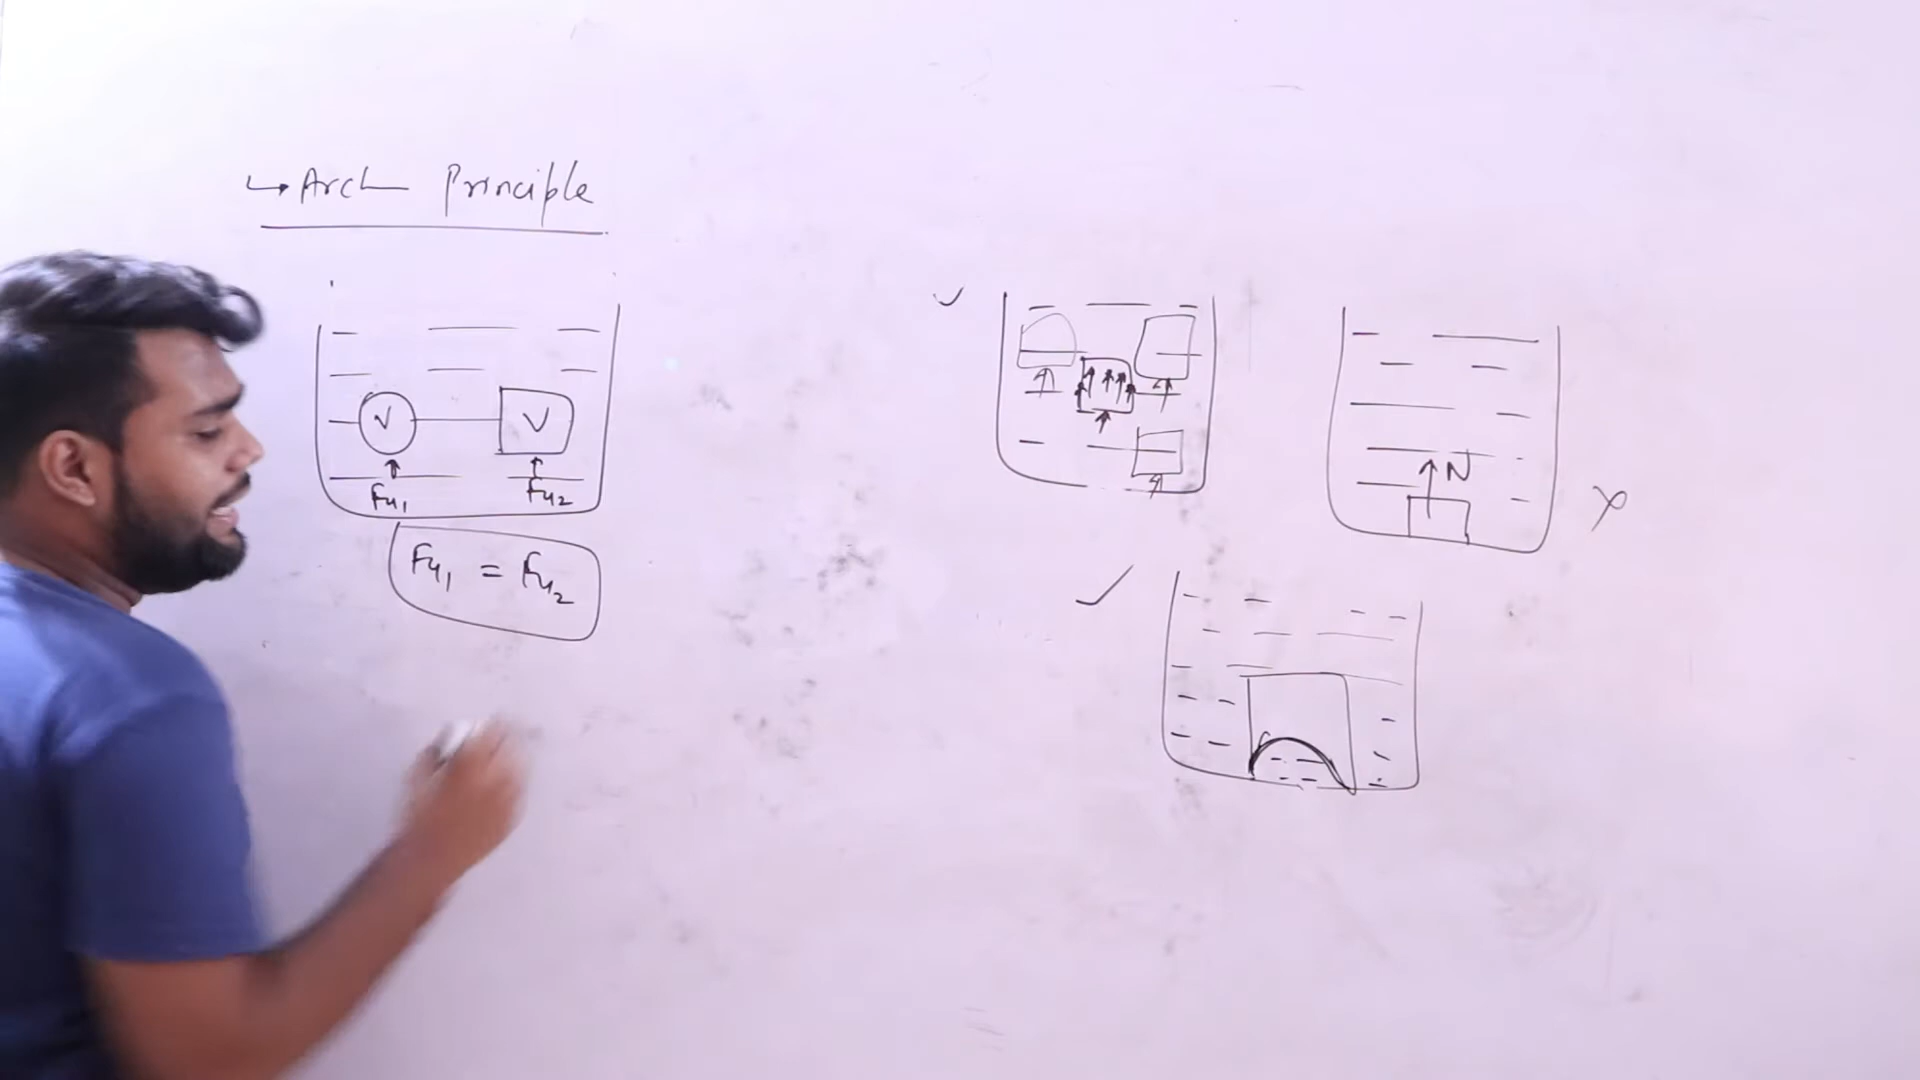 ↳ Arch Principle
V V
Fu₁ Fu₂
Fu₁ = Fu₂
✓
N
✗
✓